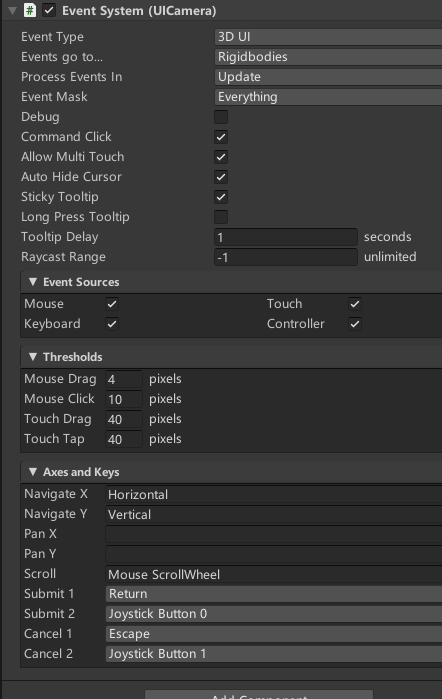 Event System (UICamera)
Event Type 3D UI
Events go to... Rigidbodies
Process Events In Update
Event Mask Everything
Debug
Command Click
Allow Multi Touch
Auto Hide Cursor
Sticky Tooltip
Long Press Tooltip
Tooltip Delay 1 seconds
Raycast Range -1 unlimited
Event Sources
Mouse Touch
Keyboard Controller
Thresholds
Mouse Drag 4 pixels
Mouse Click 10 pixels
Touch Drag 40 pixels
Touch Tap 40 pixels
Axes and Keys
Navigate X Horizontal
Navigate Y Vertical
Pan X
Pan Y
Scroll Mouse ScrollWheel
Submit 1 Return
Submit 2 Joystick Button 0
Cancel 1 Escape
Cancel 2 Joystick Button 1
Add Component